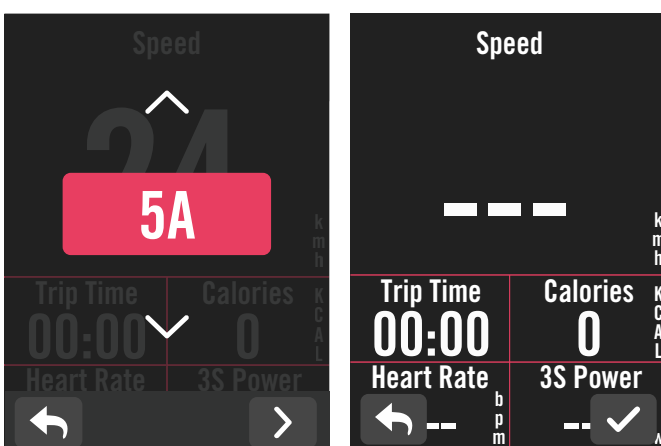 Speed
24
5A
k
m
h
Trip Time
00:00
Calories
0
K
C
A
L
Heart Rate
3S Power
Speed
---
k
m
h
Trip Time
00:00
Calories
0
K
C
A
L
Heart Rate
--
b
p
m
3S Power
--